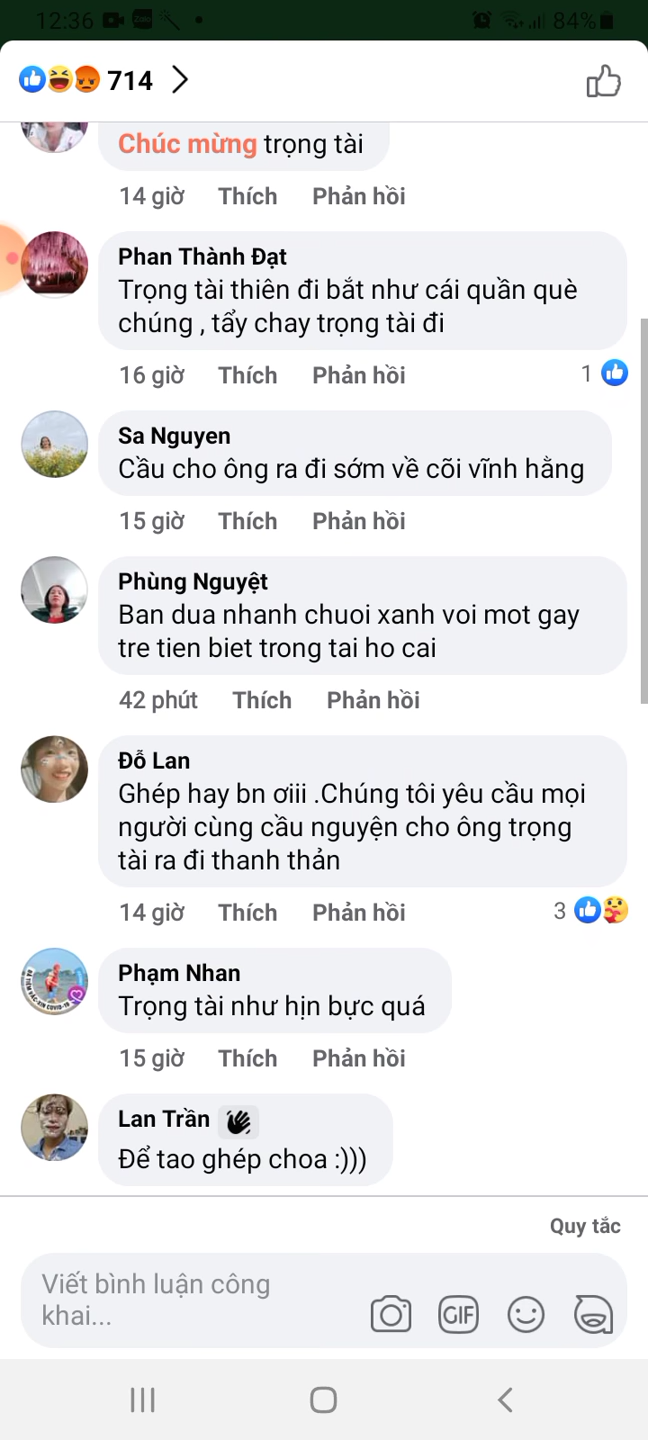 12:36
84%
714
Chúc mừng trọng tài
14 giờ Thích Phản hồi
Phan Thành Đạt
Trọng tài thiên đi bắt như cái quần què
chúng , tẩy chay trọng tài đi
16 giờ Thích Phản hồi 1
Sa Nguyen
Cầu cho ông ra đi sớm về cõi vĩnh hằng
15 giờ Thích Phản hồi
Phùng Nguyệt
Ban dua nhanh chuoi xanh voi mot gay
tre tien biet trong tai ho cai
42 phút Thích Phản hồi
Đỗ Lan
Ghép hay bn ơiii .Chúng tôi yêu cầu mọi
người cùng cầu nguyện cho ông trọng
tài ra đi thanh thản
14 giờ Thích Phản hồi 3
Phạm Nhan
Trọng tài như hịn bực quá
15 giờ Thích Phản hồi
Lan Trần
Để tao ghép choa :)))
Quy tắc
Viết bình luận công
khai...
GIF